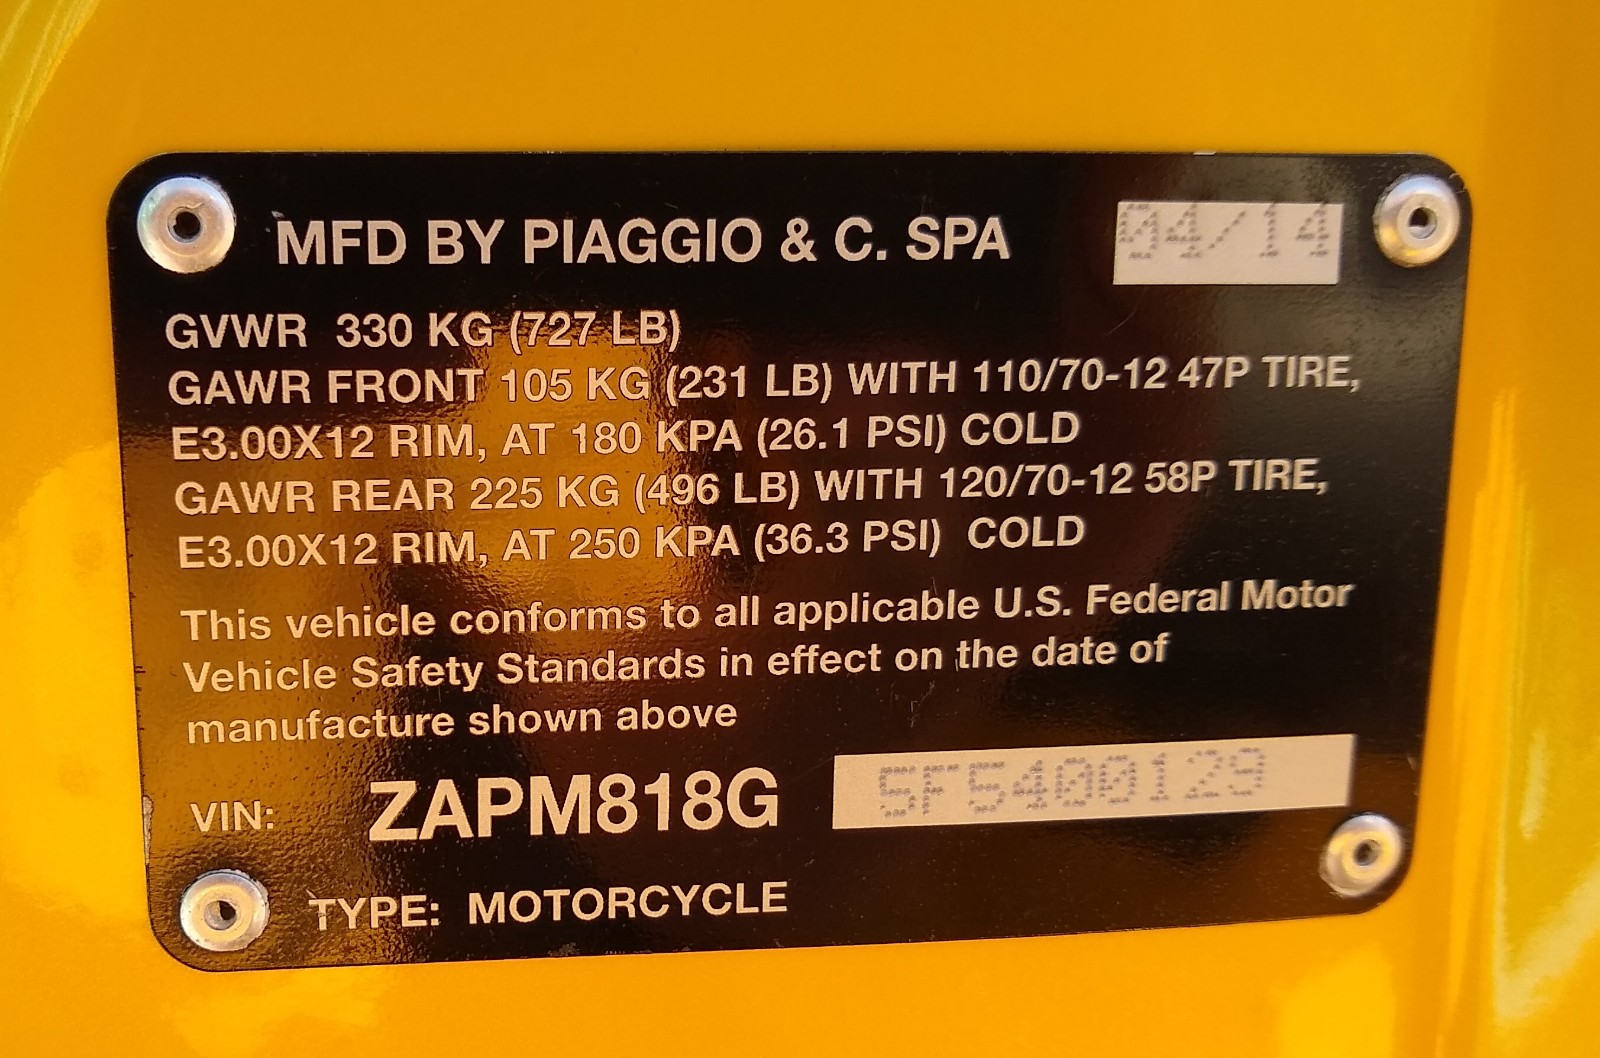 MFD BY PIAGGIO & C. SPA 04/14
GVWR 330 KG (727 LB)
GAWR FRONT 105 KG (231 LB) WITH 110/70-12 47P TIRE,
E3.00X12 RIM, AT 180 KPA (26.1 PSI) COLD
GAWR REAR 225 KG (496 LB) WITH 120/70-12 58P TIRE,
E3.00X12 RIM, AT 250 KPA (36.3 PSI) COLD
This vehicle conforms to all applicable U.S. Federal Motor
Vehicle Safety Standards in effect on the date of
manufacture shown above
VIN: ZAPM818G 5F5400129
TYPE: MOTORCYCLE